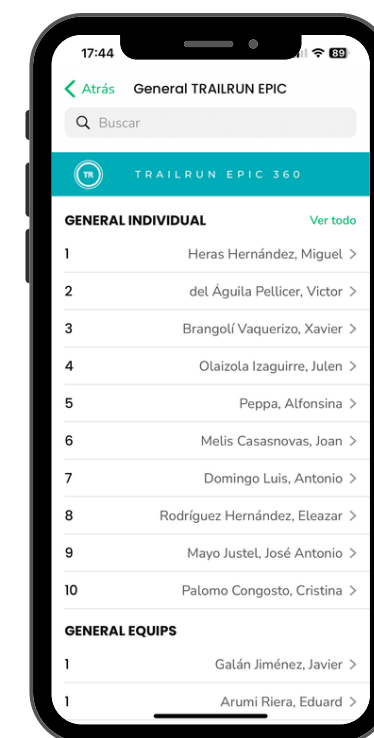 17:44 89
Atrás General TRAILRUN EPIC
Buscar
TR TRAILRUN EPIC 360
GENERAL INDIVIDUAL Ver todo
1 Heras Hernández, Miguel
2 del Águila Pellicer, Victor
3 Brangolí Vaquerizo, Xavier
4 Olaizola Izaguirre, Julen
5 Peppa, Alfonsina
6 Melis Casasnovas, Joan
7 Domingo Luis, Antonio
8 Rodríguez Hernández, Eleazar
9 Mayo Justel, José Antonio
10 Palomo Congosto, Cristina
GENERAL EQUIPS
1 Galán Jiménez, Javier
1 Arumi Riera, Eduard